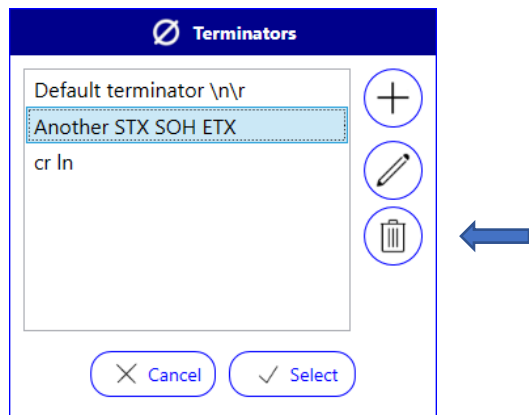 Terminators
Default terminator \n\r
Another STX SOH ETX
cr ln
Cancel
Select